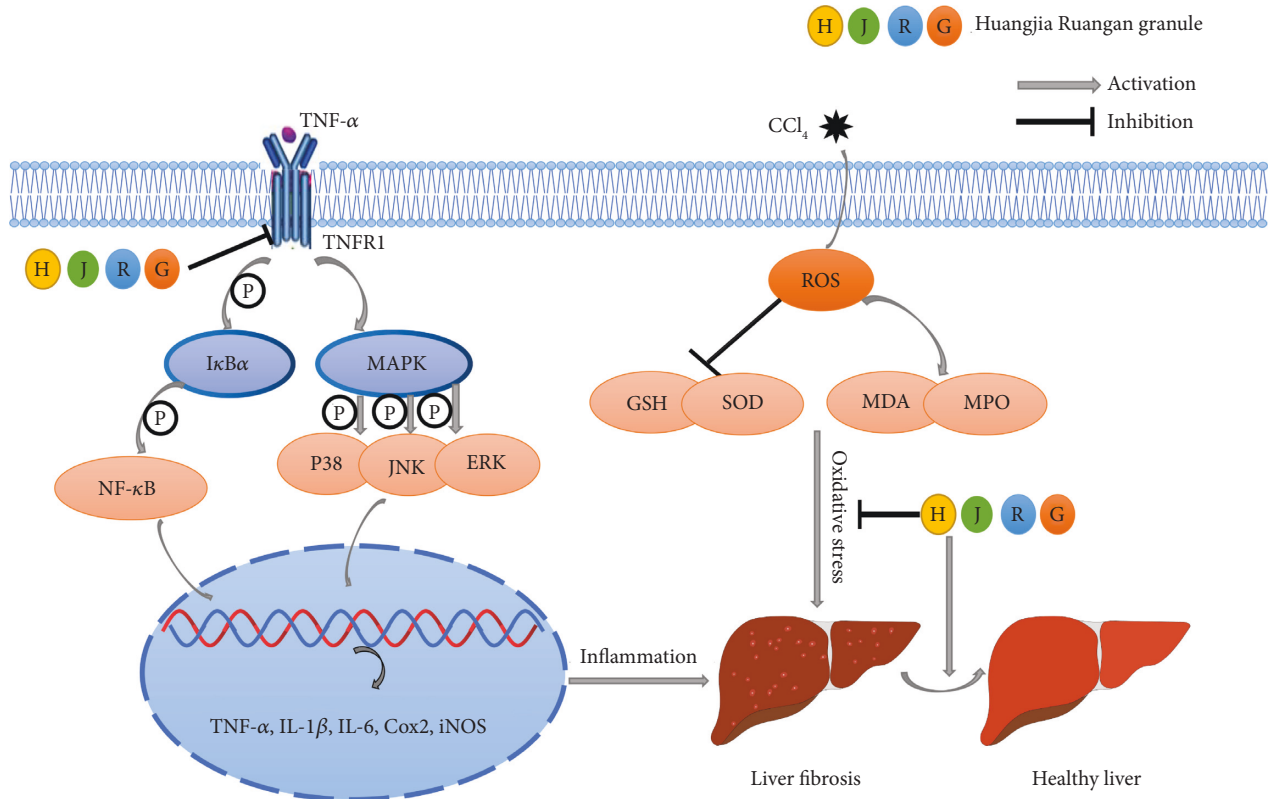 H J R G Huangjia Ruangan granule
Activation
Inhibition
TNF-α
CCl₄
TNFR1
H J R G
P
ROS
IκBα
MAPK
P
P P P
GSH SOD
MDA MPO
P38 JNK ERK
NF-κB
Oxidative stress
H J R G
Inflammation
TNF-α, IL-1β, IL-6, Cox2, iNOS
Liver fibrosis
Healthy liver